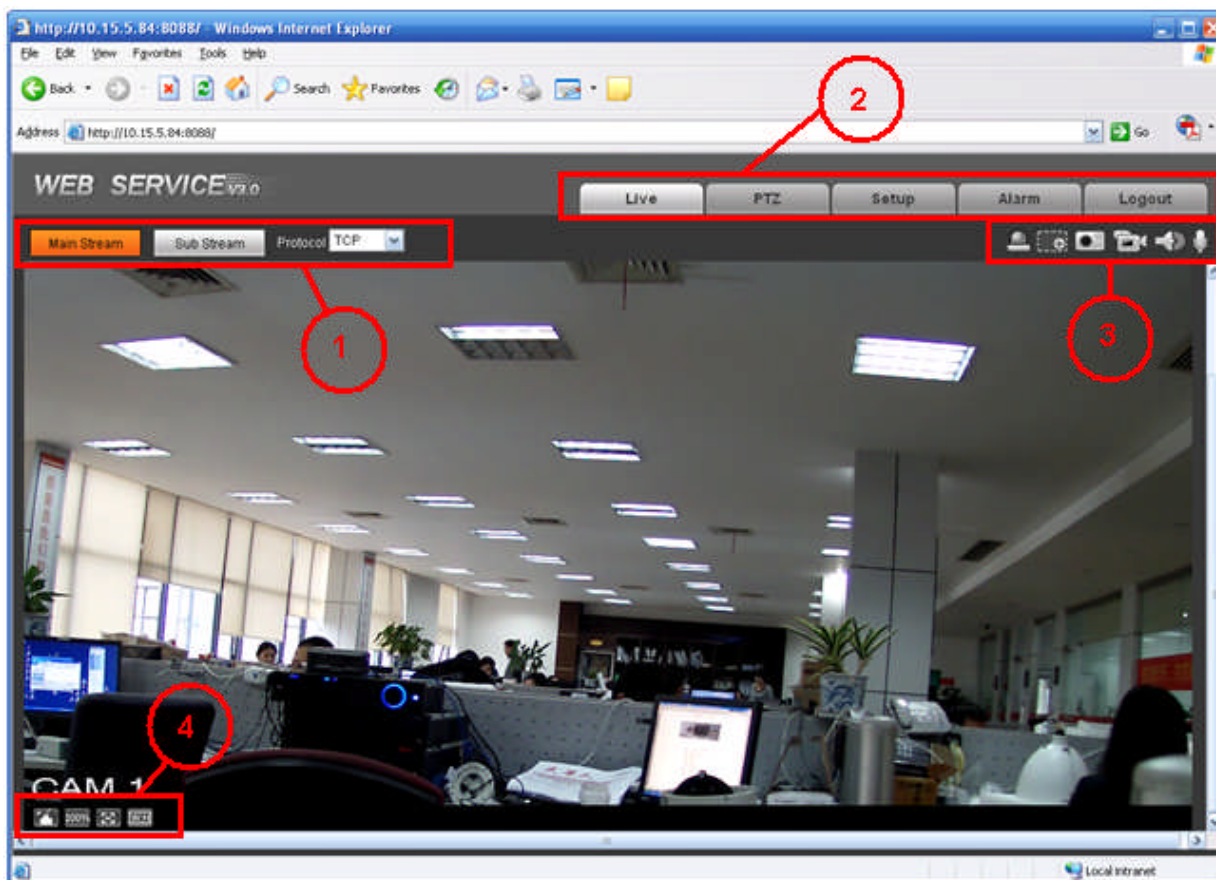 http://10.15.5.84:8088/ - Windows Internet Explorer
File Edit View Favorites Tools Help
Back Search Favorites
Address http://10.15.5.84:8088/ Go
2
WEB SERVICE V3.0
Live PTZ Setup Alarm Logout
Main Stream Sub Stream Protocol TCP
1
3
4
CAM 1
100%
Local intranet